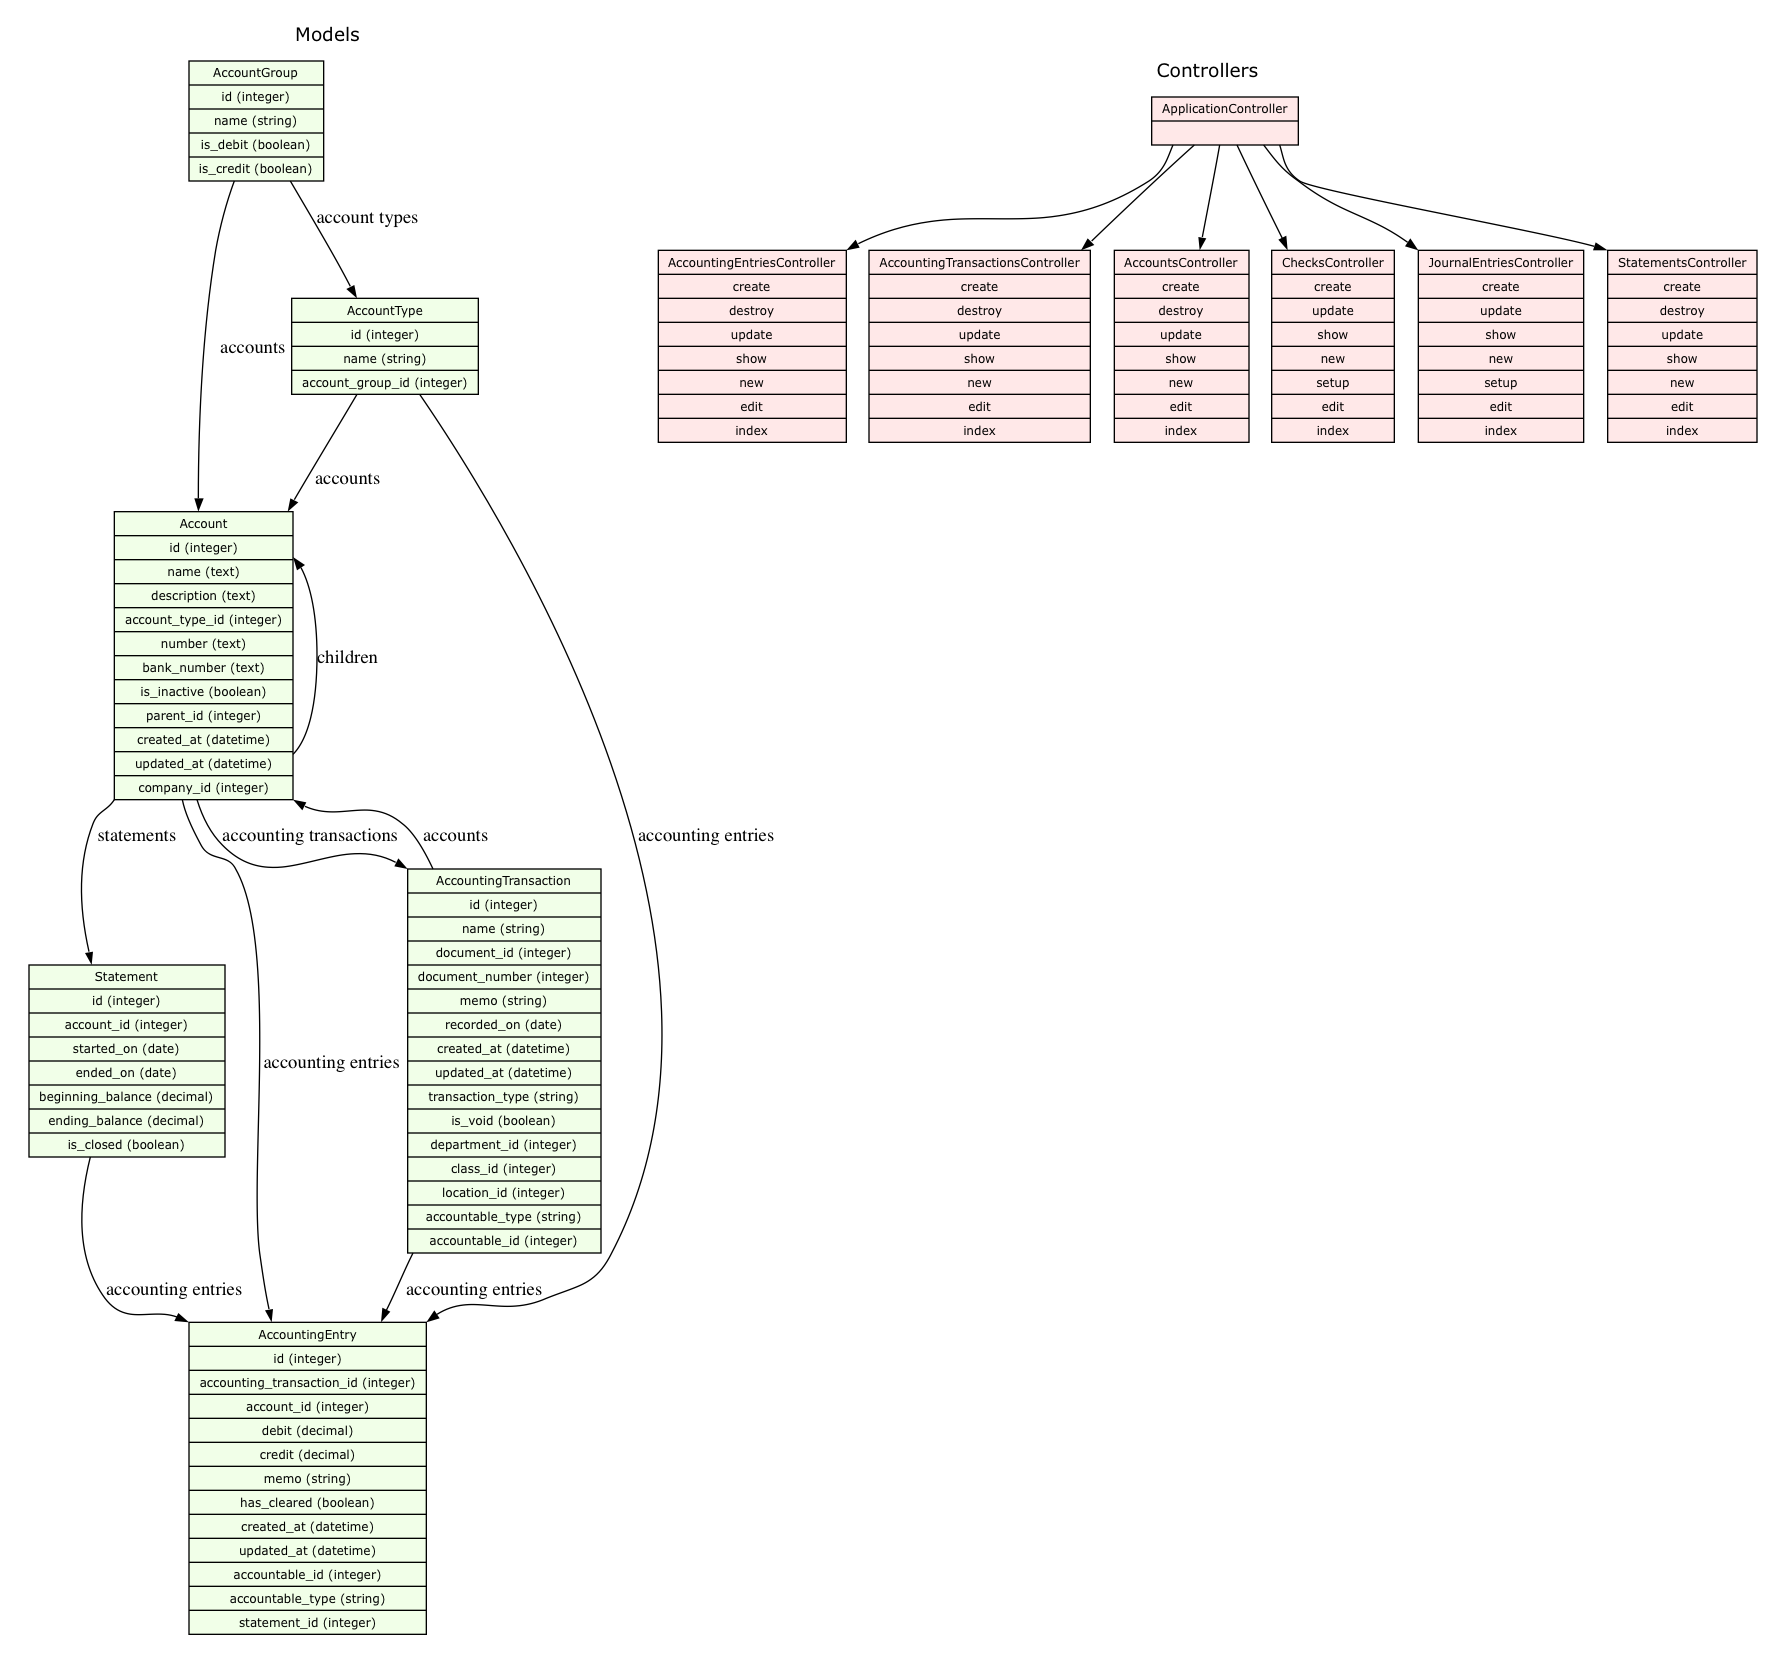 Models
AccountGroup
id (integer)
name (string)
is_debit (boolean)
is_credit (boolean)
account types
accounts
AccountType
id (integer)
name (string)
account_group_id (integer)
accounts
Account
id (integer)
name (text)
description (text)
account_type_id (integer)
number (text)
bank_number (text)
is_inactive (boolean)
parent_id (integer)
created_at (datetime)
updated_at (datetime)
company_id (integer)
children
statements
accounting transactions
accounts
accounting entries
AccountingTransaction
id (integer)
name (string)
document_id (integer)
document_number (integer)
memo (string)
recorded_on (date)
created_at (datetime)
updated_at (datetime)
transaction_type (string)
is_void (boolean)
department_id (integer)
class_id (integer)
location_id (integer)
accountable_type (string)
accountable_id (integer)
Statement
id (integer)
account_id (integer)
started_on (date)
ended_on (date)
beginning_balance (decimal)
ending_balance (decimal)
is_closed (boolean)
accounting entries
accounting entries
accounting entries
AccountingEntry
id (integer)
accounting_transaction_id (integer)
account_id (integer)
debit (decimal)
credit (decimal)
memo (string)
has_cleared (boolean)
created_at (datetime)
updated_at (datetime)
accountable_id (integer)
accountable_type (string)
statement_id (integer)
Controllers
ApplicationController
AccountingEntriesController
create
destroy
update
show
new
edit
index
AccountingTransactionsController
create
destroy
update
show
new
edit
index
AccountsController
create
destroy
update
show
new
edit
index
ChecksController
create
update
show
new
setup
edit
index
JournalEntriesController
create
update
show
new
setup
edit
index
StatementsController
create
destroy
update
show
new
edit
index